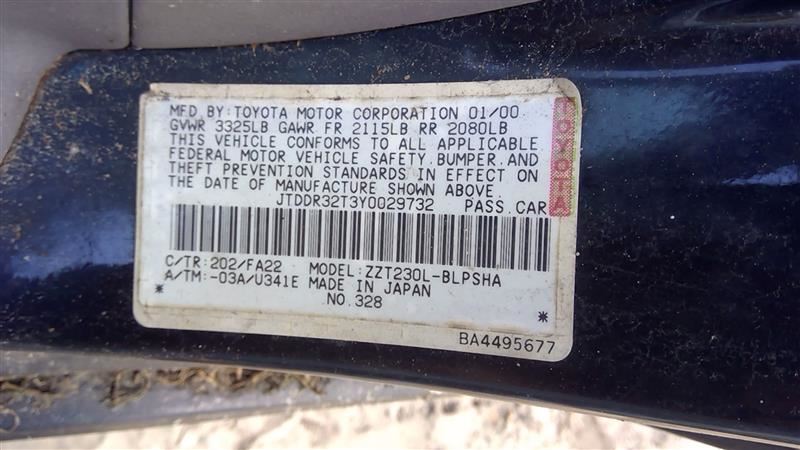 MFD. BY: TOYOTA MOTOR CORPORATION 01/00
GVWR 3325LB GAWR FR 2115LB RR 2080LB
THIS VEHICLE CONFORMS TO ALL APPLICABLE
FEDERAL MOTOR VEHICLE SAFETY, BUMPER, AND
THEFT PREVENTION STANDARDS IN EFFECT ON
THE DATE OF MANUFACTURE SHOWN ABOVE.
JTDDR32T3Y0029732 PASS. CAR
TOYOTA
C/TR: 202/FA22 MODEL: ZZT230L-BLPSHA
A/TM: -03A/U341E MADE IN JAPAN
* NO. 328 *
BA4495677